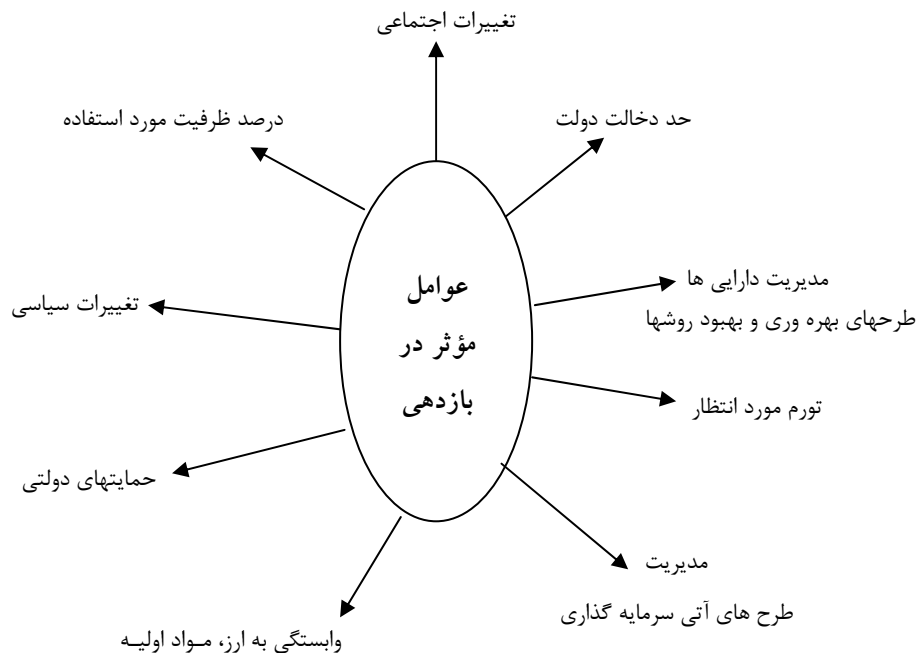 تغییرات اجتماعی
حد دخالت دولت
درصد ظرفیت مورد استفاده
عوامل
مؤثر در
بازدهی
مدیریت دارایی ها
طرحهای بهره وری و بهبود روشها
تغییرات سیاسی
تورم مورد انتظار
حمایتهای دولتی
مدیریت
طرح های آتی سرمایه گذاری
وابستگی به ارز، مـواد اولیـه